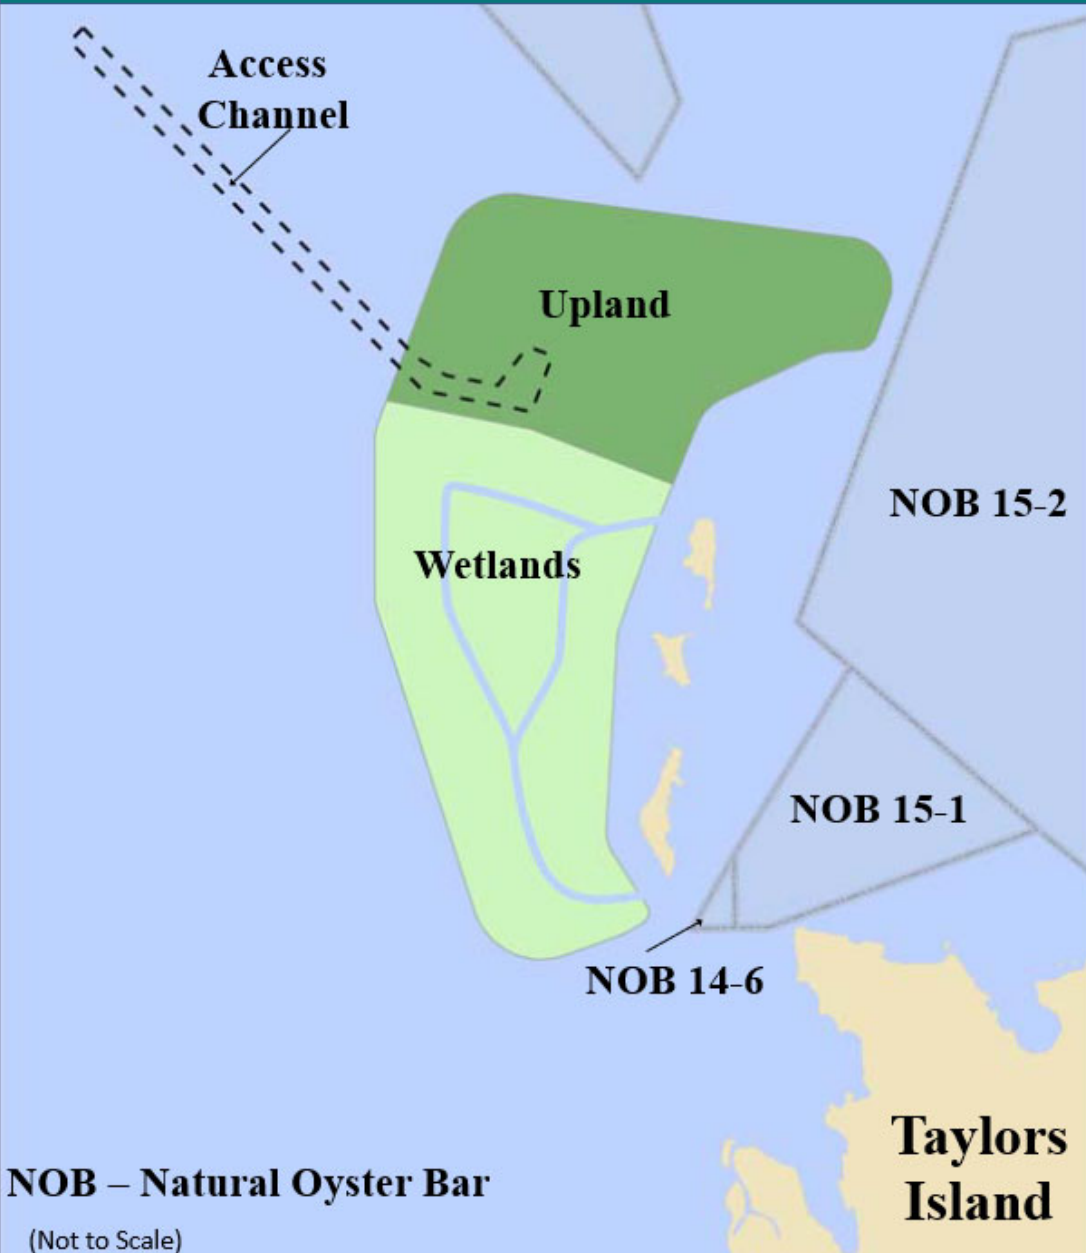 Access
Channel
Upland
NOB 15-2
Wetlands
NOB 15-1
NOB 14-6
Taylors
Island
NOB – Natural Oyster Bar
(Not to Scale)